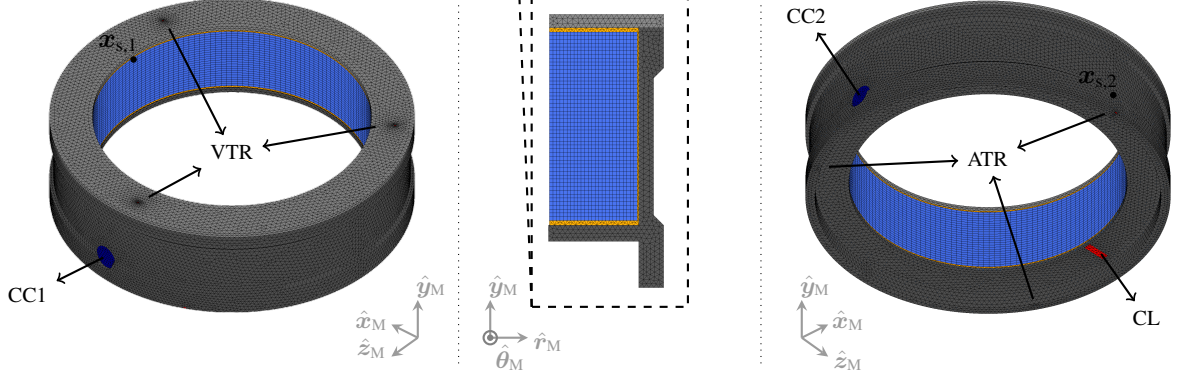 x_s,1
VTR
CC1
x̂_M
ŷ_M
ẑ_M
ŷ_M
r̂_M
θ̂_M
CC2
x_s,2
ATR
CL
ŷ_M
x̂_M
ẑ_M